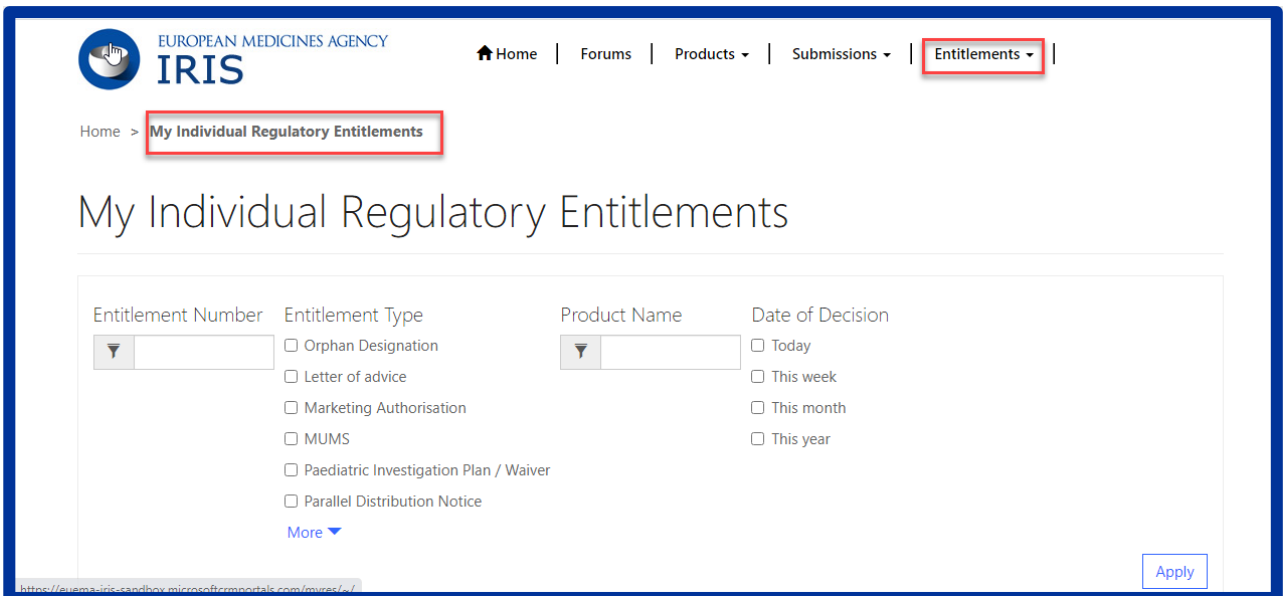 EUROPEAN MEDICINES AGENCY
IRIS
Home
Forums
Products
Submissions
Entitlements
Home > My Individual Regulatory Entitlements
My Individual Regulatory Entitlements
Entitlement Number
Entitlement Type
Orphan Designation
Letter of advice
Marketing Authorisation
MUMS
Paediatric Investigation Plan / Waiver
Parallel Distribution Notice
More
Product Name
Date of Decision
Today
This week
This month
This year
Apply
https://euema-iris-sandbox.microsoftcrmportals.com/myres/~/